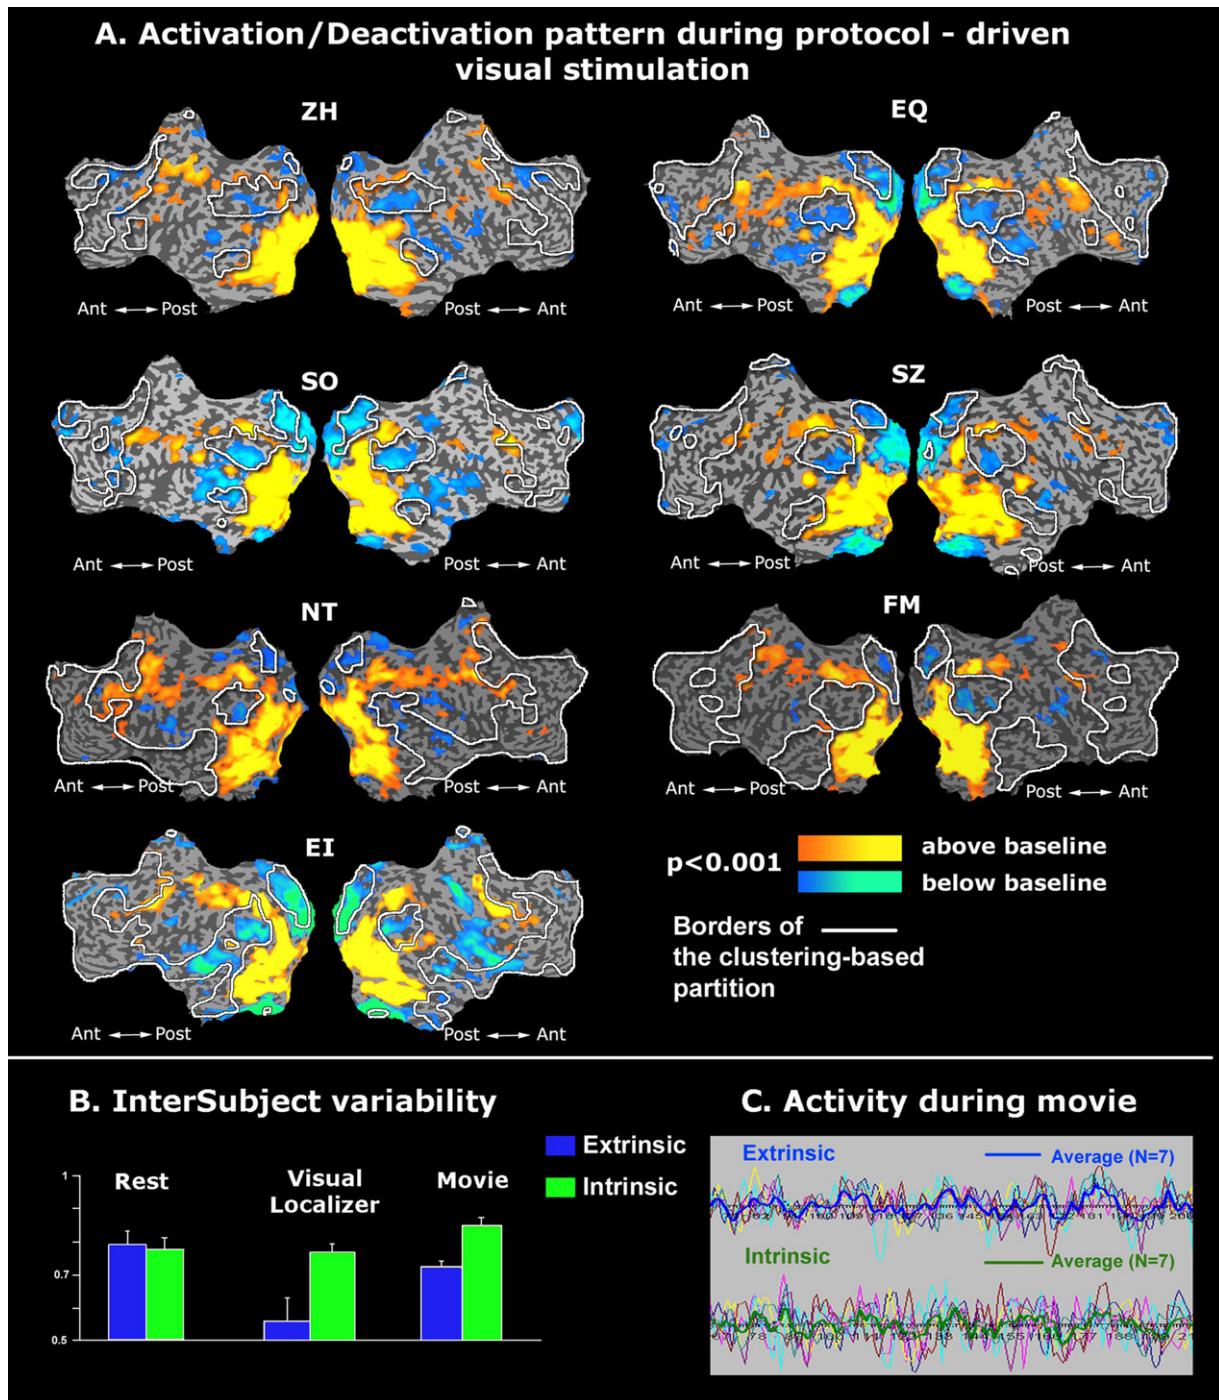 A. Activation/Deactivation pattern during protocol - driven
visual stimulation
ZH
EQ
Ant Post
Post Ant
Ant Post
Post Ant
SO
SZ
Ant Post
Post Ant
Ant Post
Post Ant
NT
FM
Ant Post
Post Ant
Ant Post
Post Ant
EI
Ant Post
Post Ant
p<0.001
above baseline
below baseline
Borders of
the clustering-based
partition
B. InterSubject variability
Extrinsic
Intrinsic
1
0.7
0.5
Rest
Visual
Localizer
Movie
C. Activity during movie
Extrinsic
Average (N=7)
Intrinsic
Average (N=7)